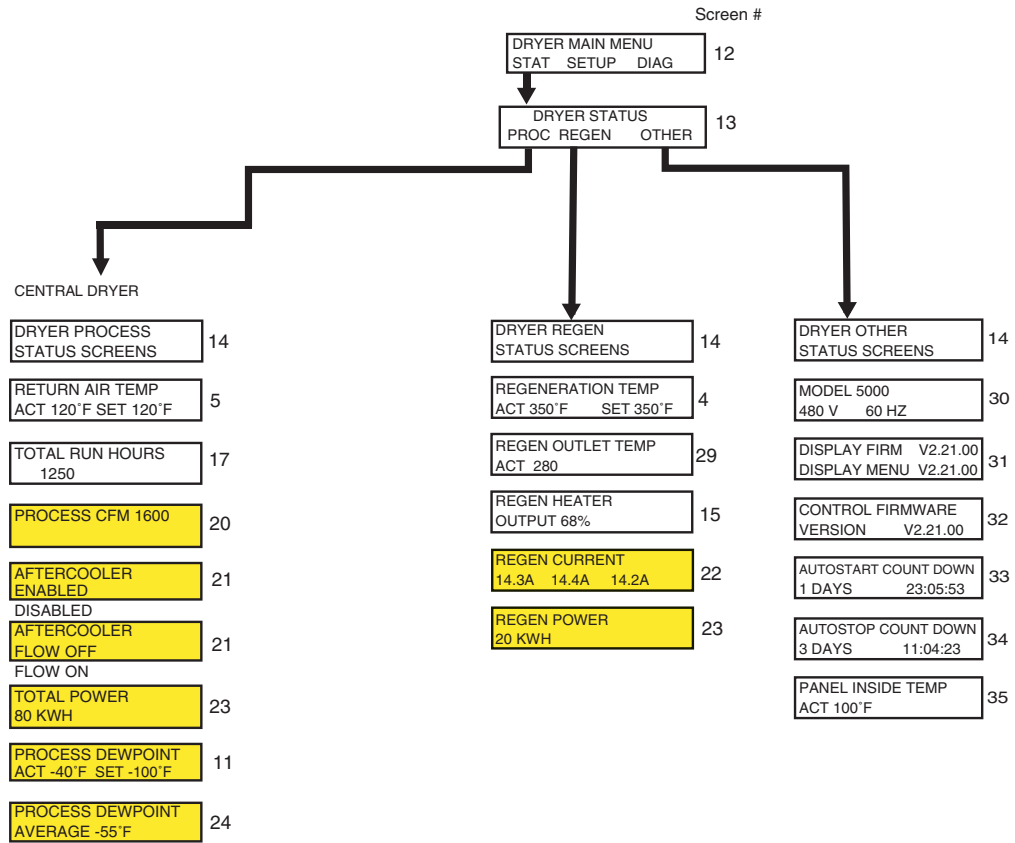 Screen #
DRYER MAIN MENU
STAT SETUP DIAG
12
DRYER STATUS
PROC REGEN OTHER
13
CENTRAL DRYER
DRYER PROCESS
STATUS SCREENS
14
RETURN AIR TEMP
ACT 120˚F SET 120˚F
5
TOTAL RUN HOURS
1250
17
PROCESS CFM 1600
20
AFTERCOOLER
ENABLED
21
DISABLED
AFTERCOOLER
FLOW OFF
21
FLOW ON
TOTAL POWER
80 KWH
23
PROCESS DEWPOINT
ACT -40˚F SET -100˚F
11
PROCESS DEWPOINT
AVERAGE -55˚F
24
DRYER REGEN
STATUS SCREENS
14
REGENERATION TEMP
ACT 350˚F SET 350˚F
4
REGEN OUTLET TEMP
ACT 280
29
REGEN HEATER
OUTPUT 68%
15
REGEN CURRENT
14.3A 14.4A 14.2A
22
REGEN POWER
20 KWH
23
DRYER OTHER
STATUS SCREENS
14
MODEL 5000
480 V 60 HZ
30
DISPLAY FIRM V2.21.00
DISPLAY MENU V2.21.00
31
CONTROL FIRMWARE
VERSION V2.21.00
32
AUTOSTART COUNT DOWN
1 DAYS 23:05:53
33
AUTOSTOP COUNT DOWN
3 DAYS 11:04:23
34
PANEL INSIDE TEMP
ACT 100˚F
35